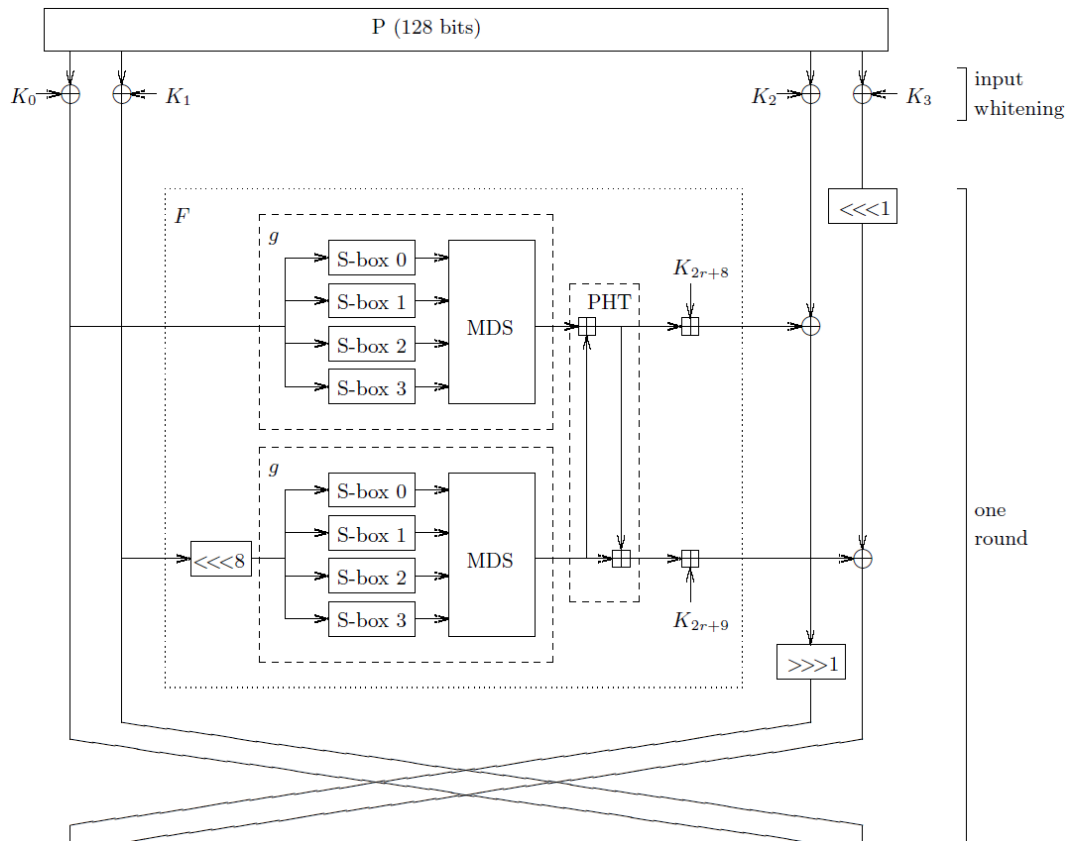 P (128 bits)
K₀
K₁
K₂
K₃
input
whitening
F
<<<1
g
S-box 0
S-box 1
S-box 2
S-box 3
MDS
PHT
K₂ᵣ₊₈
g
S-box 0
S-box 1
S-box 2
S-box 3
MDS
<<<8
K₂ᵣ₊₉
one
round
>>>1